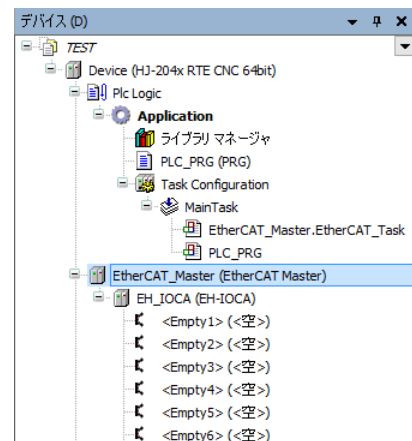 デバイス (D)
TEST
Device (HJ-204x RTE CNC 64bit)
Plc Logic
Application
ライブラリ マネージャ
PLC_PRG (PRG)
Task Configuration
MainTask
EtherCAT_Master.EtherCAT_Task
PLC_PRG
EtherCAT_Master (EtherCAT Master)
EH_IOCA (EH-IOCA)
<Empty1> (<空>)
<Empty2> (<空>)
<Empty3> (<空>)
<Empty4> (<空>)
<Empty5> (<空>)
<Empty6> (<空>)